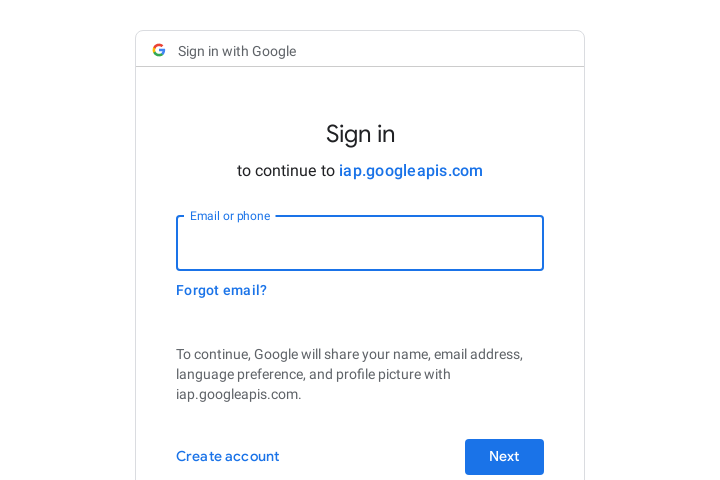 Sign in with Google
Sign in
to continue to iap.googleapis.com
Email or phone
Forgot email?
To continue, Google will share your name, email address,
language preference, and profile picture with
iap.googleapis.com.
Create account
Next